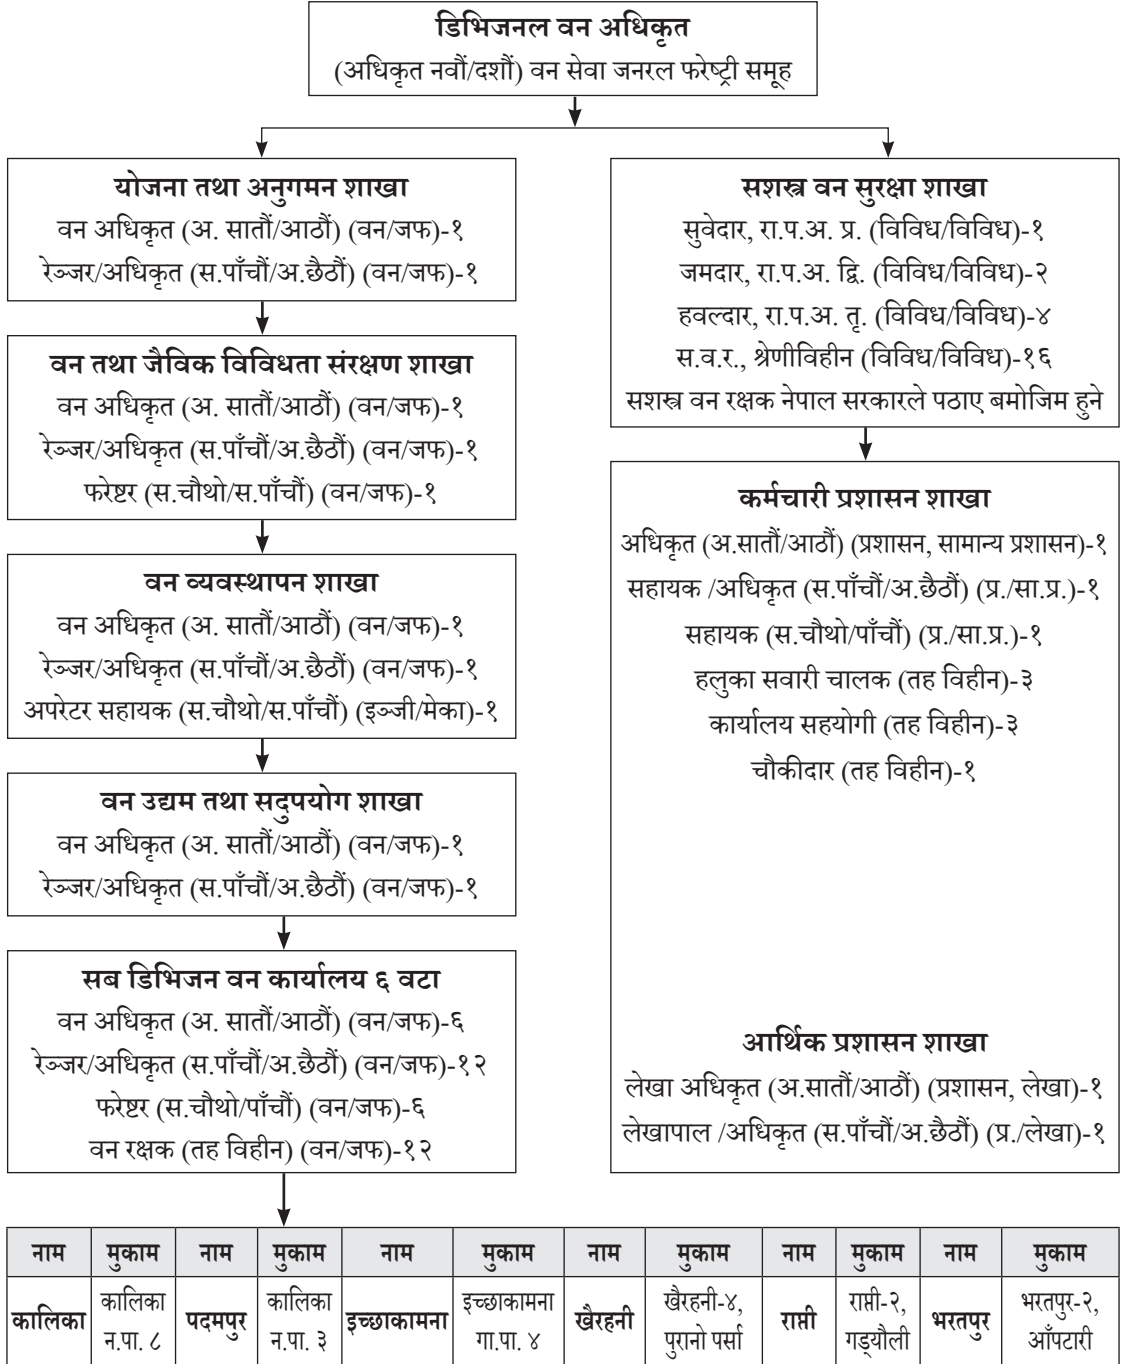 डिभिजनल वन अधिकृत
(अधिकृत नवौं/दशौं) वन सेवा जनरल फरेष्ट्री समूह
योजना तथा अनुगमन शाखा
वन अधिकृत (अ. सातौं/आठौं) (वन/जफ)-१
रेञ्जर/अधिकृत (स.पाँचौं/अ.छैठौं) (वन/जफ)-१
वन तथा जैविक विविधता संरक्षण शाखा
वन अधिकृत (अ. सातौं/आठौं) (वन/जफ)-१
रेञ्जर/अधिकृत (स.पाँचौं/अ.छैठौं) (वन/जफ)-१
फरेष्टर (स.चौथो/स.पाँचौं) (वन/जफ)-१
वन व्यवस्थापन शाखा
वन अधिकृत (अ. सातौं/आठौं) (वन/जफ)-१
रेञ्जर/अधिकृत (स.पाँचौं/अ.छैठौं) (वन/जफ)-१
अपरेटर सहायक (स.चौथो/स.पाँचौं) (इञ्जी/मेका)-१
वन उद्यम तथा सदुपयोग शाखा
वन अधिकृत (अ. सातौं/आठौं) (वन/जफ)-१
रेञ्जर/अधिकृत (स.पाँचौं/अ.छैठौं) (वन/जफ)-१
सब डिभिजन वन कार्यालय ६ वटा
वन अधिकृत (अ. सातौं/आठौं) (वन/जफ)-६
रेञ्जर/अधिकृत (स.पाँचौं/अ.छैठौं) (वन/जफ)-१२
फरेष्टर (स.चौथो/पाँचौं) (वन/जफ)-६
वन रक्षक (तह विहीन) (वन/जफ)-१२
सशस्त्र वन सुरक्षा शाखा
सुवेदार, रा.प.अ. प्र. (विविध/विविध)-१
जमदार, रा.प.अ. द्वि. (विविध/विविध)-२
हवल्दार, रा.प.अ. तृ. (विविध/विविध)-४
स.व.र., श्रेणीविहीन (विविध/विविध)-१६
सशस्त्र वन रक्षक नेपाल सरकारले पठाए बमोजिम हुने
कर्मचारी प्रशासन शाखा
अधिकृत (अ.सातौं/आठौं) (प्रशासन, सामान्य प्रशासन)-१
सहायक /अधिकृत (स.पाँचौं/अ.छैठौं) (प्र./सा.प्र.)-१
सहायक (स.चौथो/पाँचौं) (प्र./सा.प्र.)-१
हलुका सवारी चालक (तह विहीन)-३
कार्यालय सहयोगी (तह विहीन)-३
चौकीदार (तह विहीन)-१
आर्थिक प्रशासन शाखा
लेखा अधिकृत (अ.सातौं/आठौं) (प्रशासन, लेखा)-१
लेखापाल /अधिकृत (स.पाँचौं/अ.छैठौं) (प्र./लेखा)-१
नाम मुकाम नाम मुकाम नाम मुकाम नाम मुकाम नाम मुकाम नाम मुकाम
कालिका कालिका न.पा. ८ पदमपुर कालिका न.पा. ३ इच्छाकामना इच्छाकामना गा.पा. ४ खैरहनी खैरहनी-४, पुरानो पर्सा राप्ती राप्ती-२, गड्यौली भरतपुर भरतपुर-२, आँपटारी